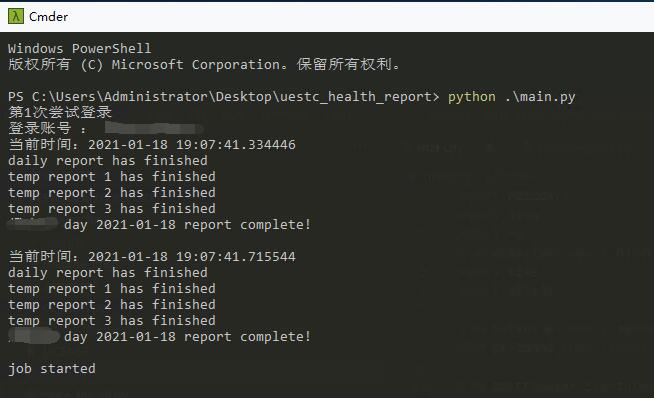 Cmder
Windows PowerShell
版权所有 (C) Microsoft Corporation。保留所有权利。
PS C:\Users\Administrator\Desktop\uestc_health_report> python .\main.py
第1次尝试登录
登录账号 :
当前时间: 2021-01-18 19:07:41.334446
daily report has finished
temp report 1 has finished
temp report 2 has finished
temp report 3 has finished
day 2021-01-18 report complete!
当前时间: 2021-01-18 19:07:41.715544
daily report has finished
temp report 1 has finished
temp report 2 has finished
temp report 3 has finished
day 2021-01-18 report complete!
job started